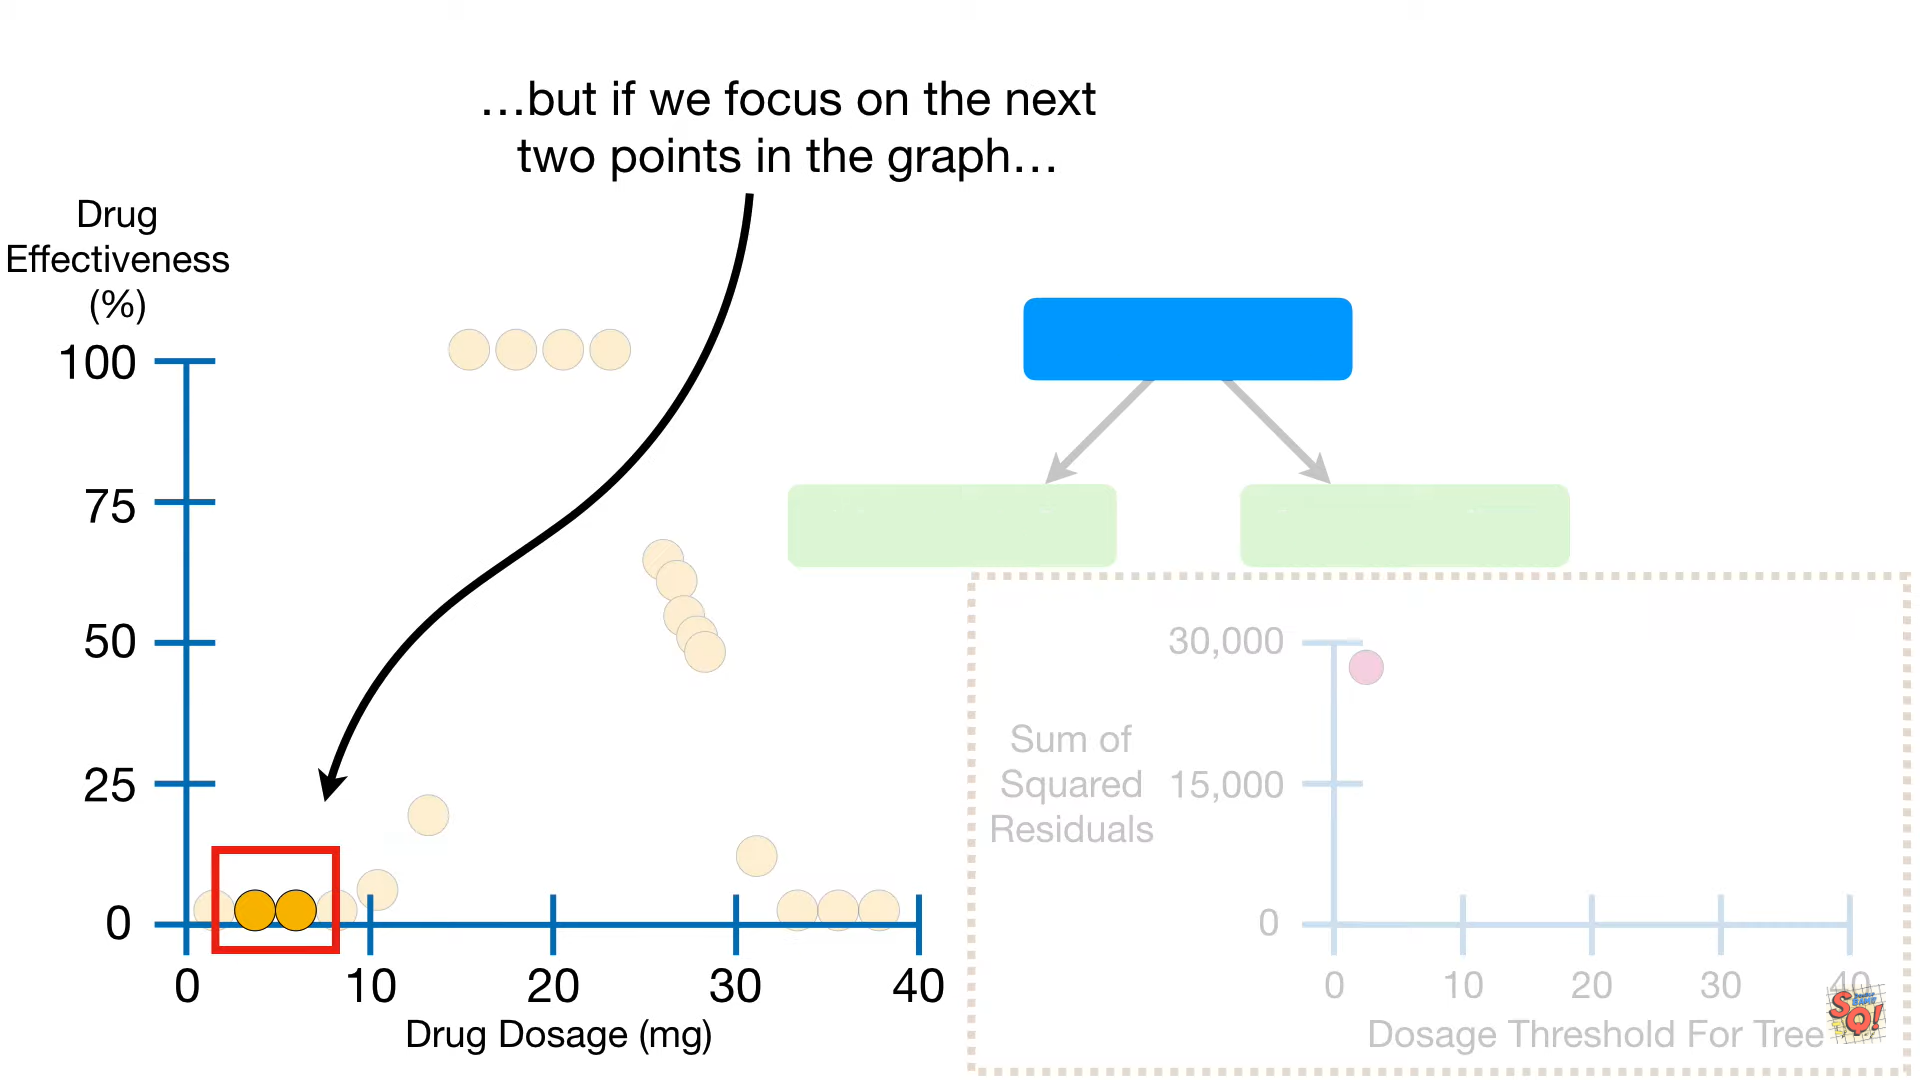 …but if we focus on the next
two points in the graph…
Drug
Effectiveness
(%)
100
75
50
25
0
0 10 20 30 40
Drug Dosage (mg)
30,000
15,000
0
Sum of
Squared
Residuals
0 10 20 30 40
Dosage Threshold For Tree
SQ!